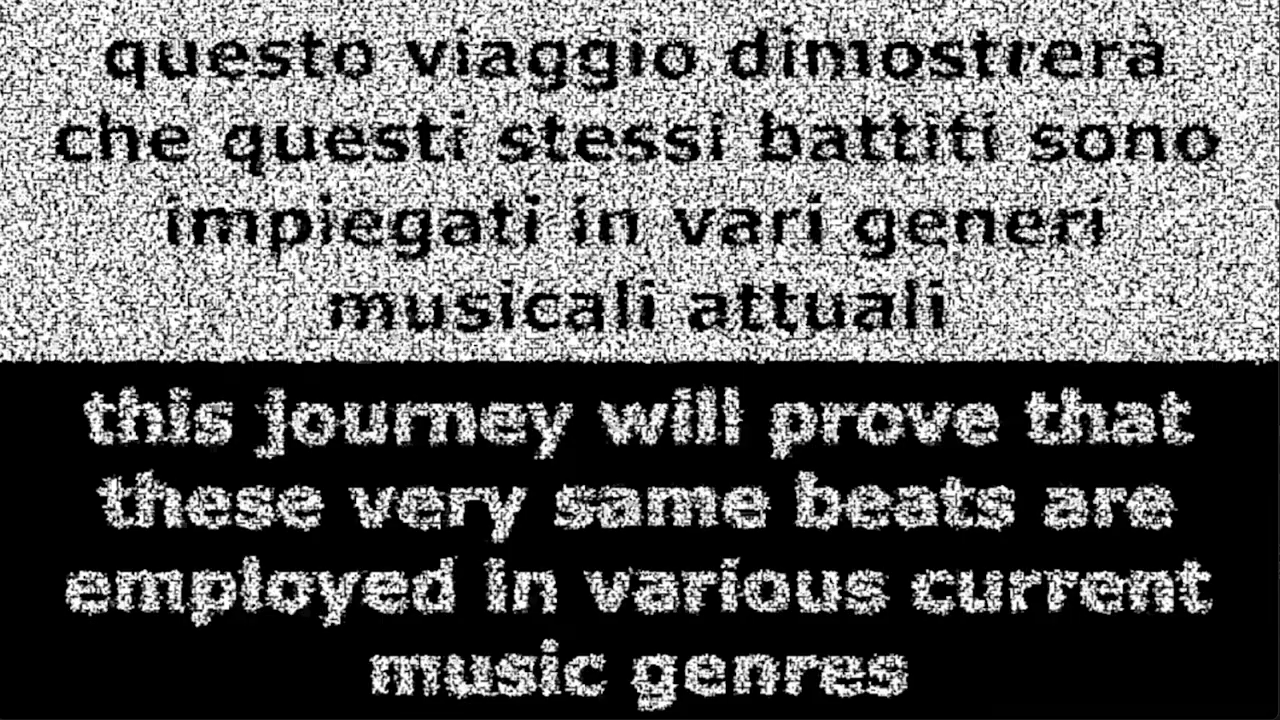 questo viaggio dimostrerà
che questi stessi battiti sono
impiegati in vari generi
musicali attuali
this journey will prove that
these very same beats are
employed in various current
music genres